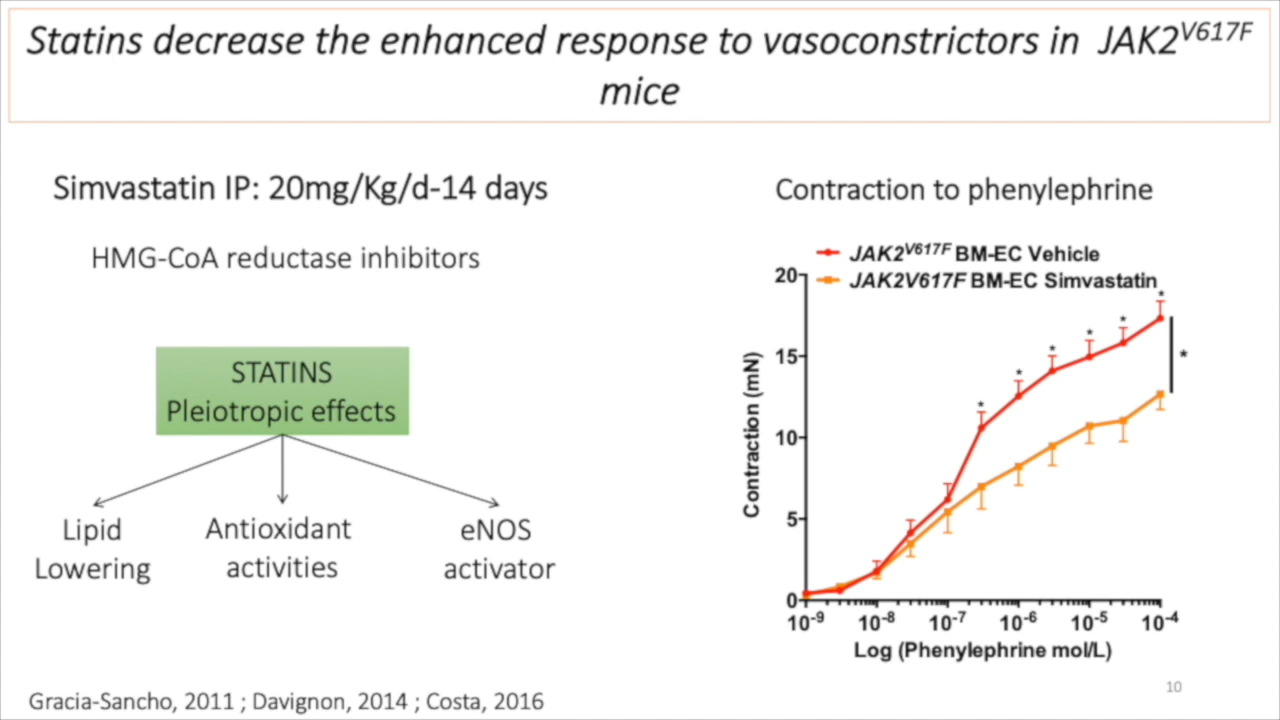 Statins decrease the enhanced response to vasoconstrictors in JAK2V617F
mice
Simvastatin IP: 20mg/Kg/d-14 days
HMG-CoA reductase inhibitors
STATINS
Pleiotropic effects
Lipid
Lowering
Antioxidant
activities
eNOS
activator
Gracia-Sancho, 2011 ; Davignon, 2014 ; Costa, 2016
Contraction to phenylephrine
JAK2V617F BM-EC Vehicle
JAK2V617F BM-EC Simvastatin
Contraction (mN)
20
15
10
5
0
* * * * * *
*
10-9 10-8 10-7 10-6 10-5 10-4
Log (Phenylephrine mol/L)
10